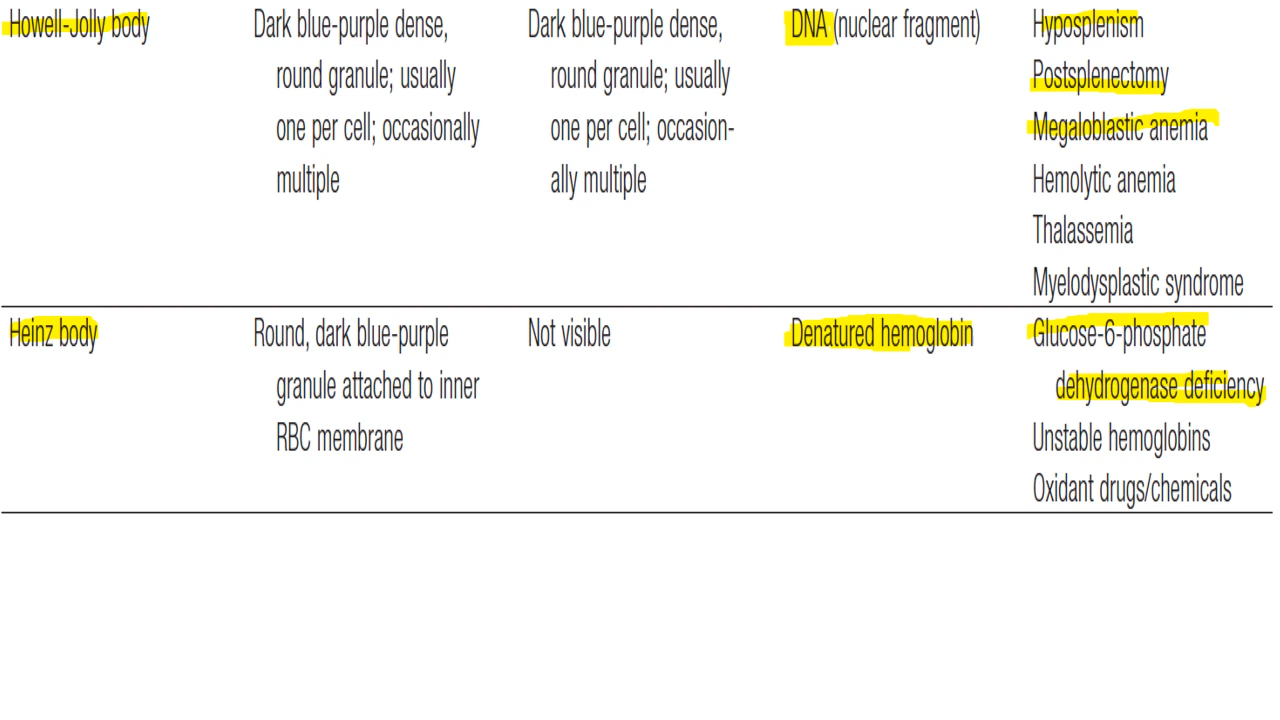 Howell-Jolly body Dark blue-purple dense, Dark blue-purple dense, DNA (nuclear fragment) Hyposplenism
round granule; usually round granule; usually Postsplenectomy
one per cell; occasionally one per cell; occasion- Megaloblastic anemia
multiple ally multiple Hemolytic anemia
Thalassemia
Myelodysplastic syndrome
Heinz body Round, dark blue-purple Not visible Denatured hemoglobin Glucose-6-phosphate
granule attached to inner dehydrogenase deficiency
RBC membrane Unstable hemoglobins
Oxidant drugs/chemicals